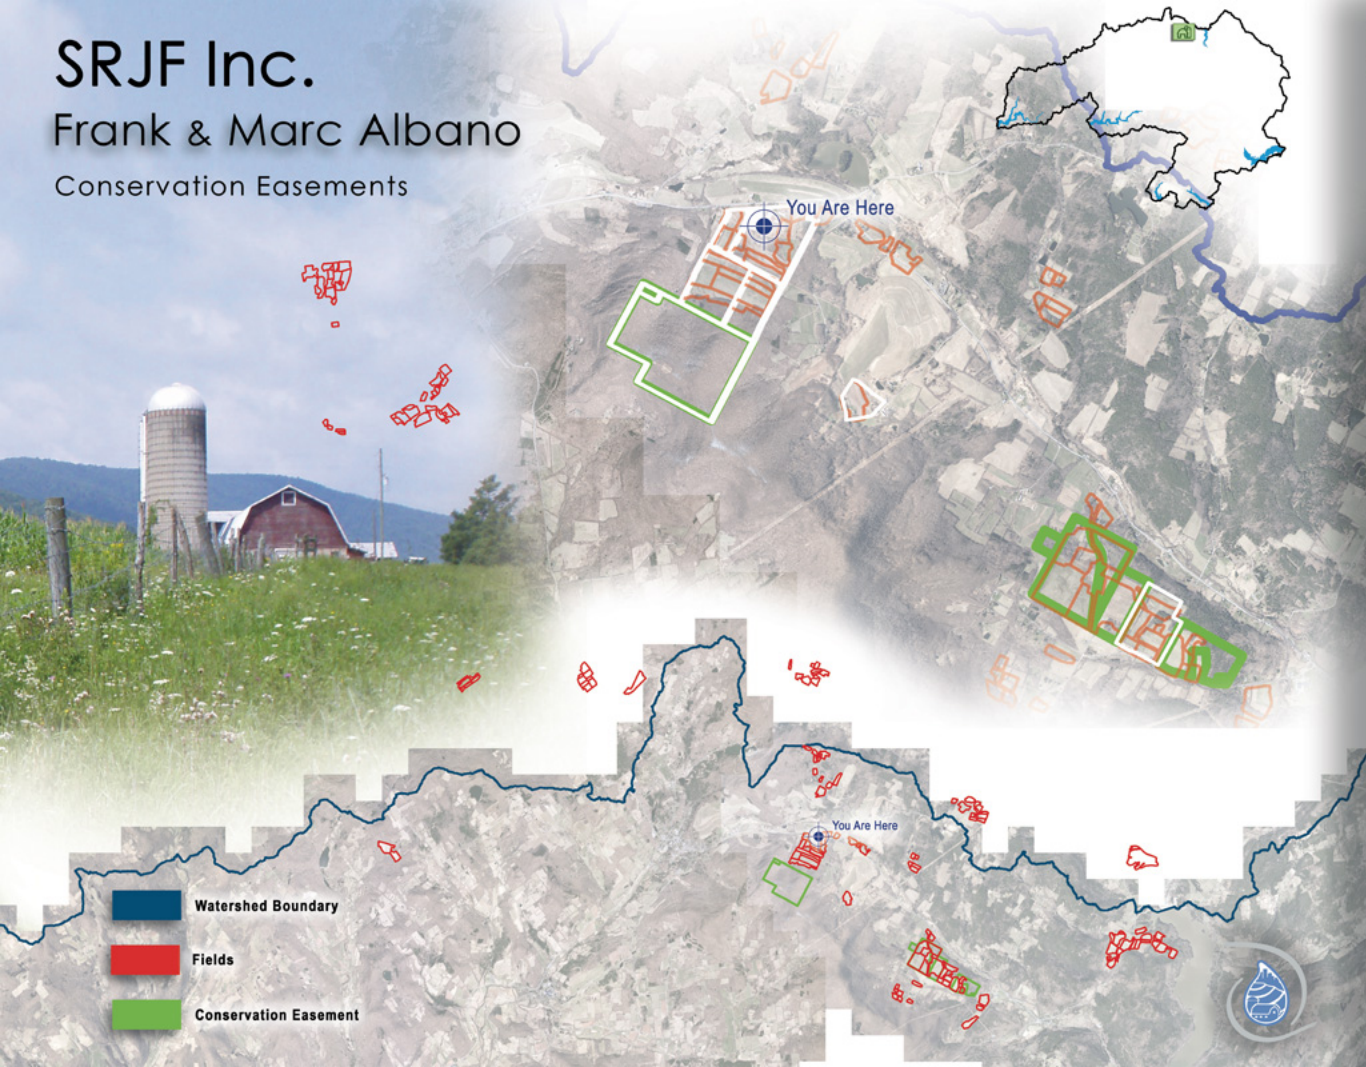 SRJF Inc.
Frank & Marc Albano
Conservation Easements
You Are Here
You Are Here
Watershed Boundary
Fields
Conservation Easement